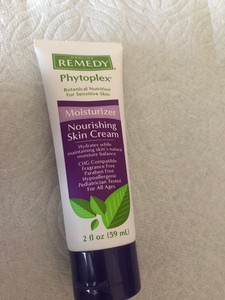 REMEDY
Phytoplex®
Botanical Nutrition
For Sensitive Skin
Moisturizer
Nourishing
Skin Cream
Hydrates while
maintaining skin's natural
moisture balance
CHG Compatible
Fragrance Free
Paraben Free
Hypoallergenic
Pediatrician Tested
For All Ages
2 fl oz (59 mL)